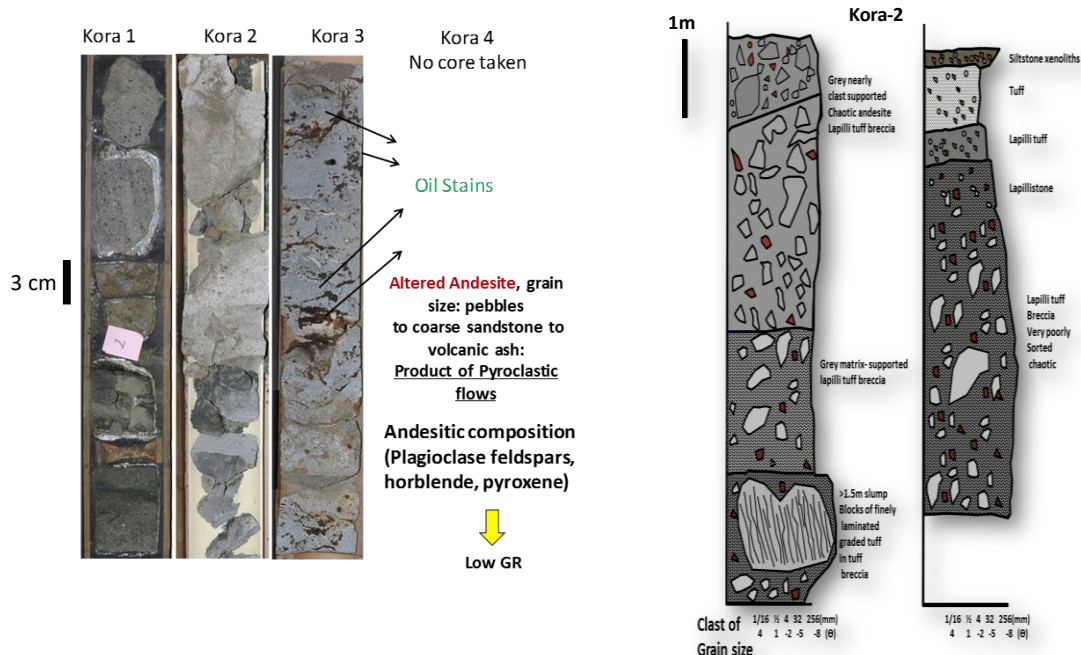 Kora 1
Kora 2
Kora 3
Kora 4
No core taken
Oil Stains
3 cm
2
Altered Andesite, grain
size: pebbles
to coarse sandstone to
volcanic ash:
Product of Pyroclastic
flows
Andesitic composition
(Plagioclase feldspars,
horblende, pyroxene)
Low GR
1m
Kora-2
Grey nearly
clast supported
Chaotic andesite
Lapilli tuff breccia
Grey matrix- supported
lapilli tuff breccia
>1.5m slump
Blocks of finely
laminated
graded tuff
in tuff
breccia
Siltstone xenoliths
Tuff
Lapilli tuff
Lapillistone
Lapilli tuff
Breccia
Very poorly
Sorted
chaotic
Clast of
Grain size
1/16 ½ 4 32 256(mm)
4 1 -2 -5 -8 (Θ)
1/16 ½ 4 32 256(mm)
4 1 -2 -5 -8 (Θ)